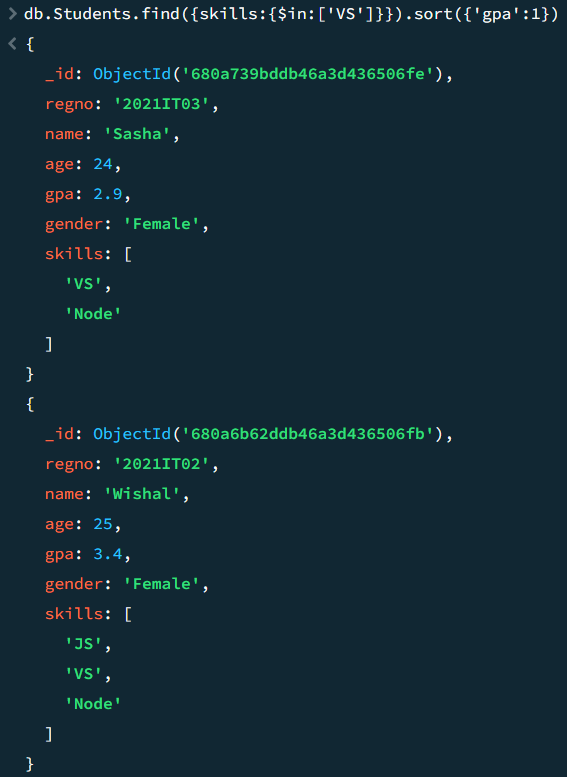 > db.Students.find({skills:{$in:['VS']}}).sort({'gpa':1})
< {
_id: ObjectId('680a739bddb46a3d436506fe'),
regno: '2021IT03',
name: 'Sasha',
age: 24,
gpa: 2.9,
gender: 'Female',
skills: [
'VS',
'Node'
]
}
{
_id: ObjectId('680a6b62ddb46a3d436506fb'),
regno: '2021IT02',
name: 'Wishal',
age: 25,
gpa: 3.4,
gender: 'Female',
skills: [
'JS',
'VS',
'Node'
]
}